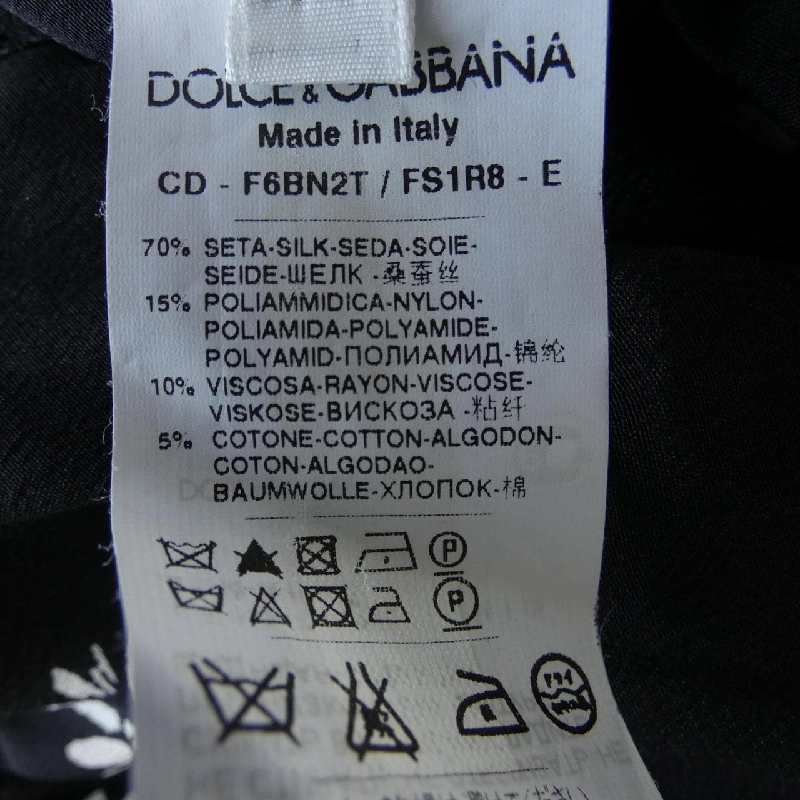 DOLCE & GABBANA
Made in Italy
CD - F6BN2T / FS1R8 - E
70% SETA-SILK-SEDA-SOIE-
SEIDE-ШЕЛК -桑蚕丝
15% POLIAMMIDICA-NYLON-
POLIAMIDA-POLYAMIDE-
POLYAMID-ПОЛИАМИД-锦纶
10% VISCOSA-RAYON-VISCOSE-
VISKOSE-ВИСКОЗА -粘纤
5% COTONE-COTTON-ALGODON-
COTON-ALGODAO-
BAUMWOLLE-ХЛОПОК-棉
P
P